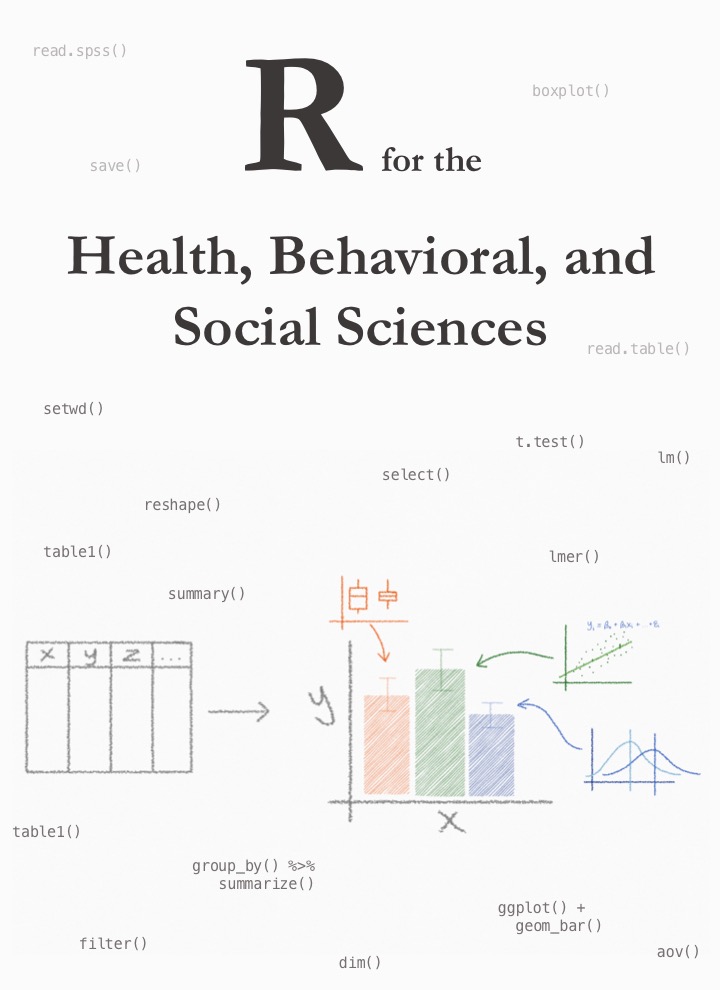 read.spss()
boxplot()
R for the
save()
Health, Behavioral, and
Social Sciences
read.table()
setwd()
t.test()
lm()
select()
reshape()
table1()
lmer()
summary()
x y z ...
y
x
table1()
group_by() %>%
summarize()
ggplot() +
geom_bar()
filter()
aov()
dim()